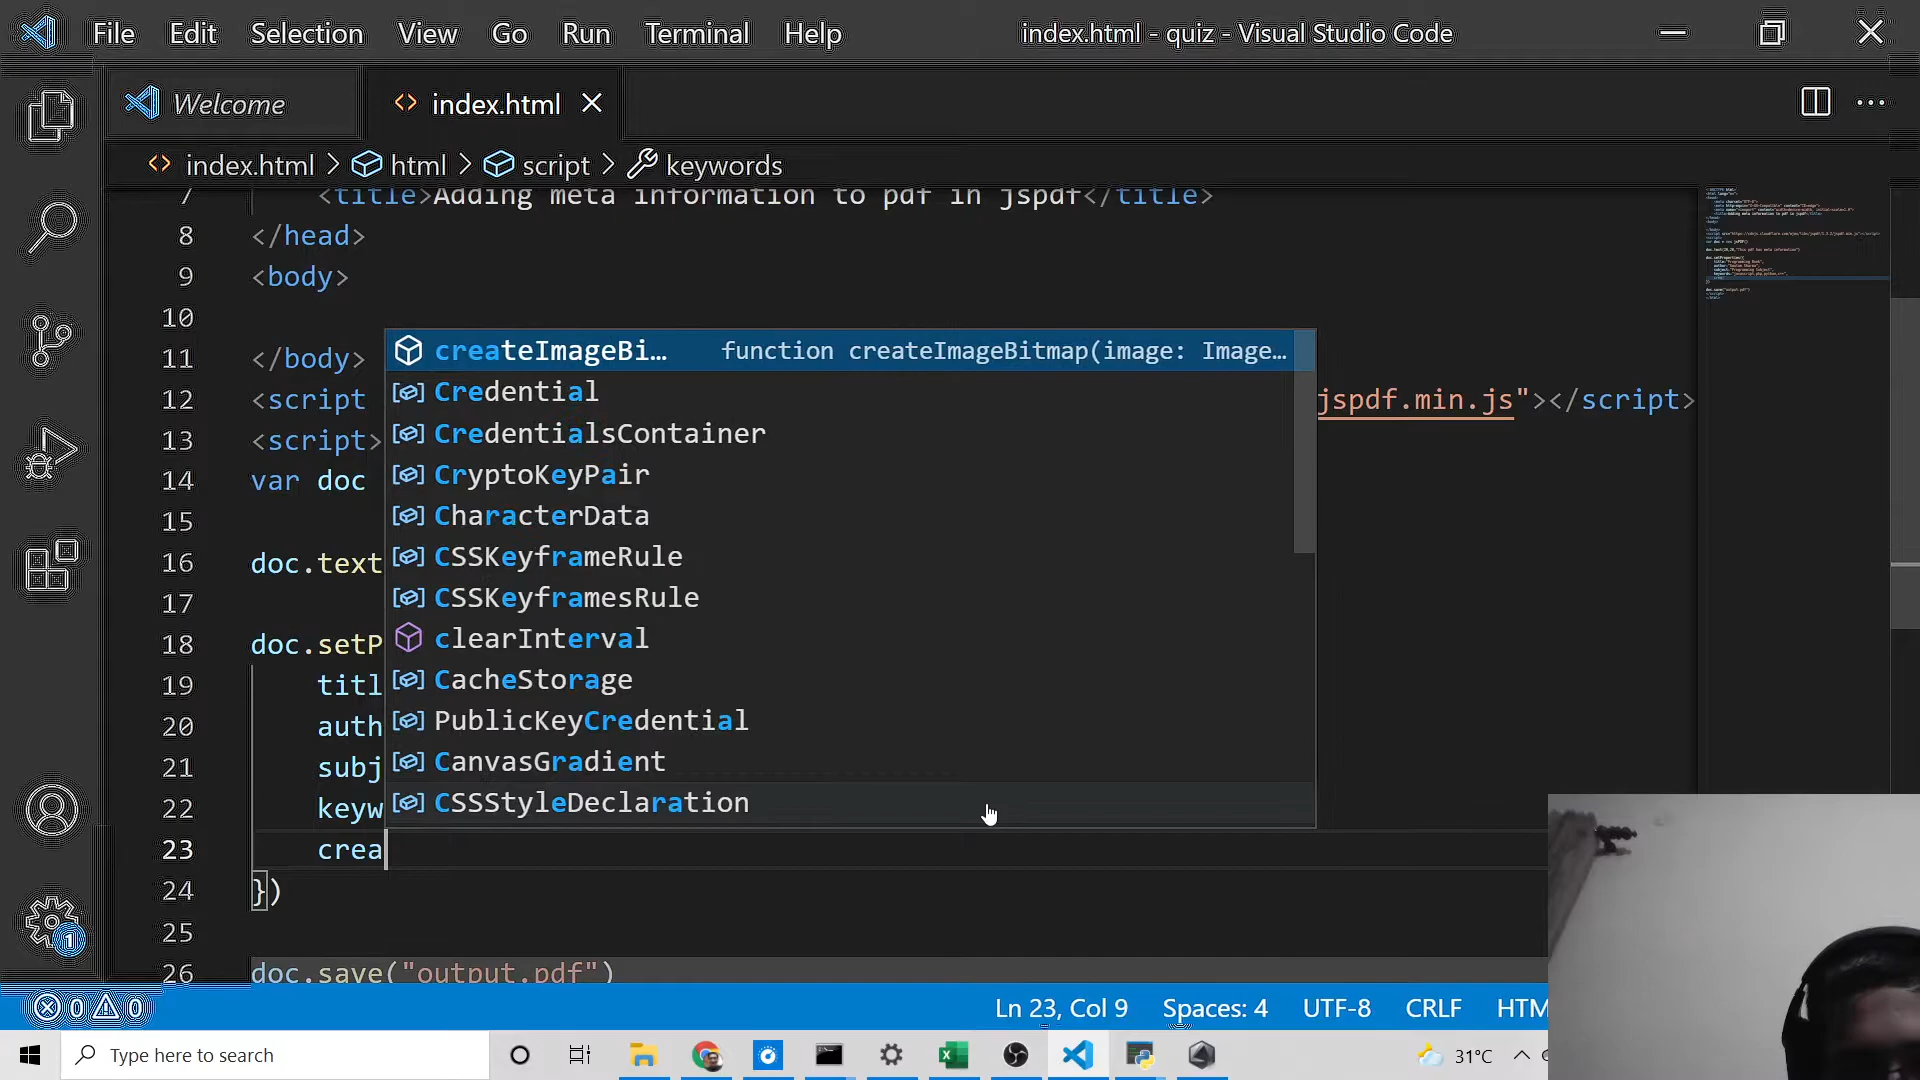 File Edit Selection View Go Run Terminal Help index.html - quiz - Visual Studio Code
Welcome index.html
index.html > html > script > keywords
7 <title>Adding meta information to pdf in jspdf</title>
8 </head>
9 <body>
10
11 </body>
12 <script jspdf.min.js"></script>
13 <script>
14 var doc
15
16 doc.text
17
18 doc.setP
19 titl
20 auth
21 subj
22 keyw
23 crea
24 })
25
26 doc.save("output.pdf")
createImageBi… function createImageBitmap(image: Image…
Credential
CredentialsContainer
CryptoKeyPair
CharacterData
CSSKeyframeRule
CSSKeyframesRule
clearInterval
CacheStorage
PublicKeyCredential
CanvasGradient
CSSStyleDeclaration
1
0 0 Ln 23, Col 9 Spaces: 4 UTF-8 CRLF HTM
Type here to search 31°C